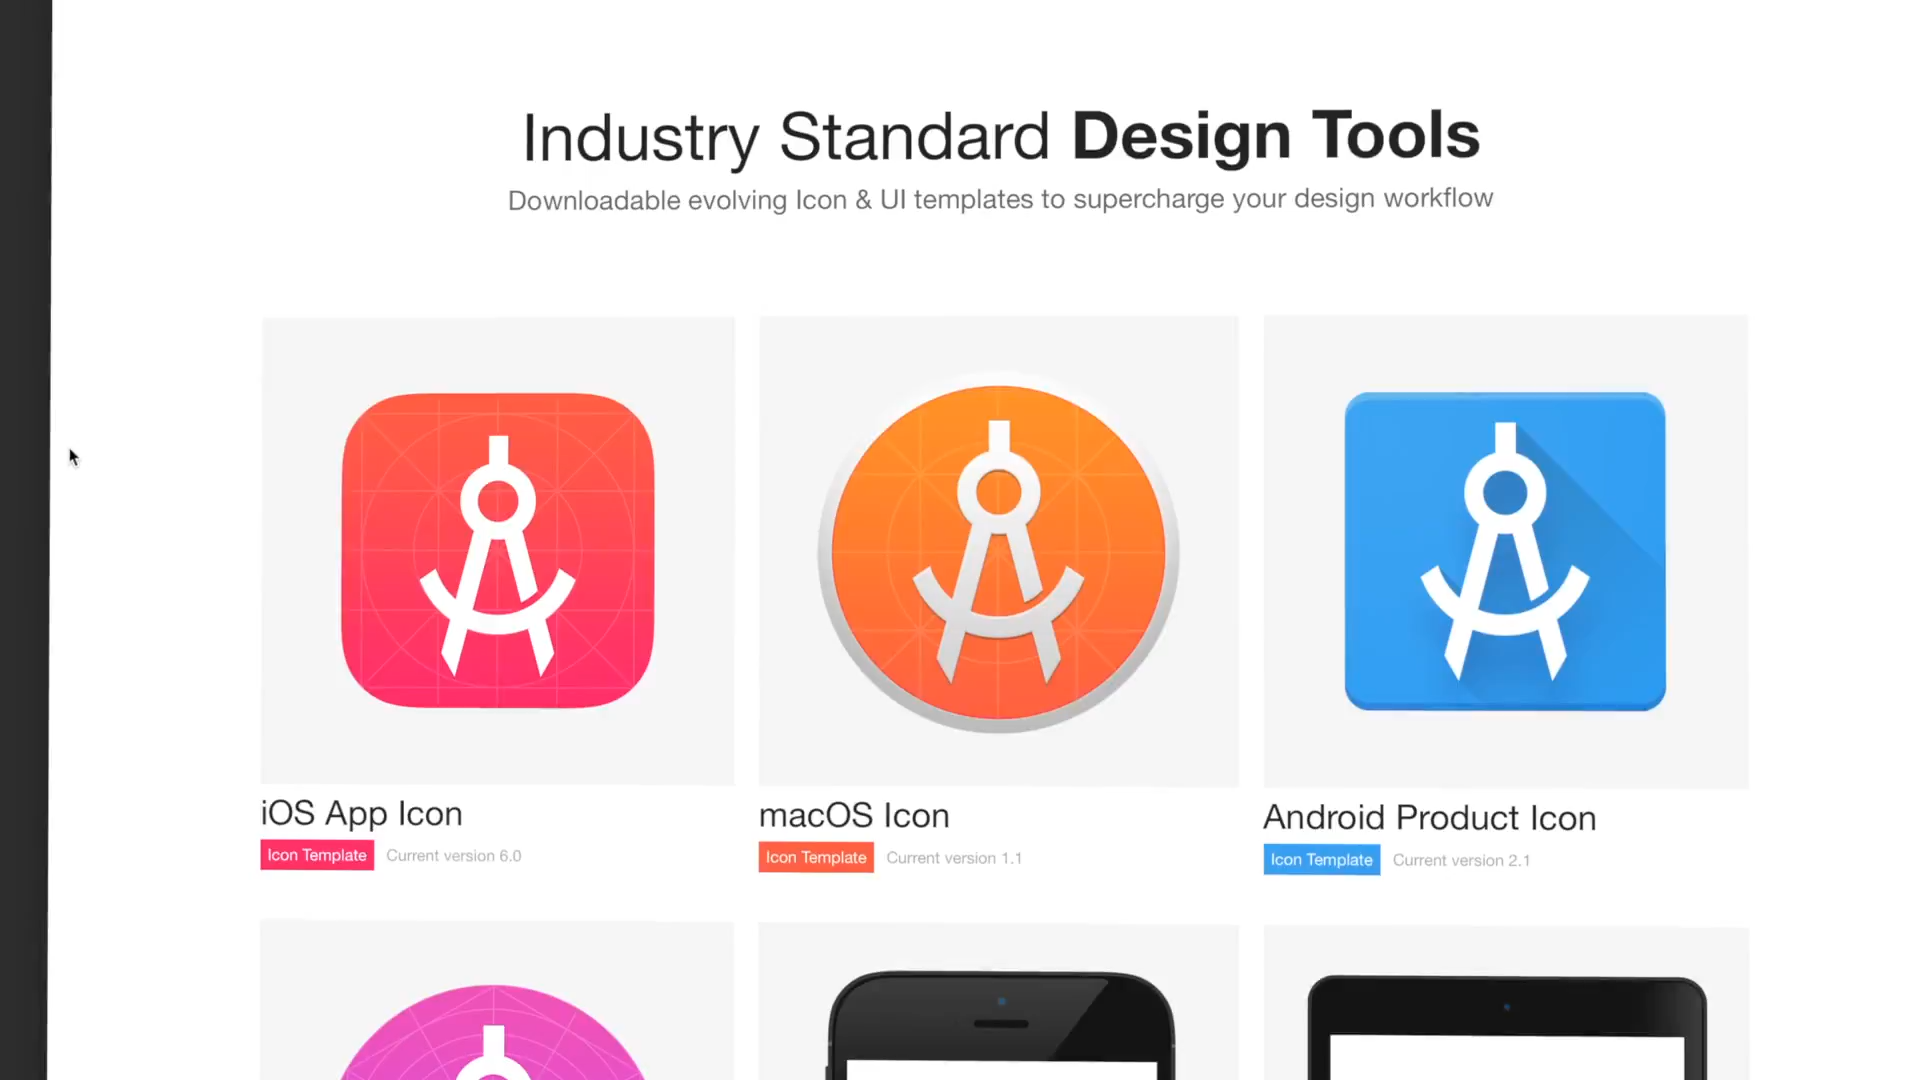 Industry Standard Design Tools
Downloadable evolving Icon & UI templates to supercharge your design workflow
iOS App Icon
Icon Template Current version 6.0
macOS Icon
Icon Template Current version 1.1
Android Product Icon
Icon Template Current version 2.1